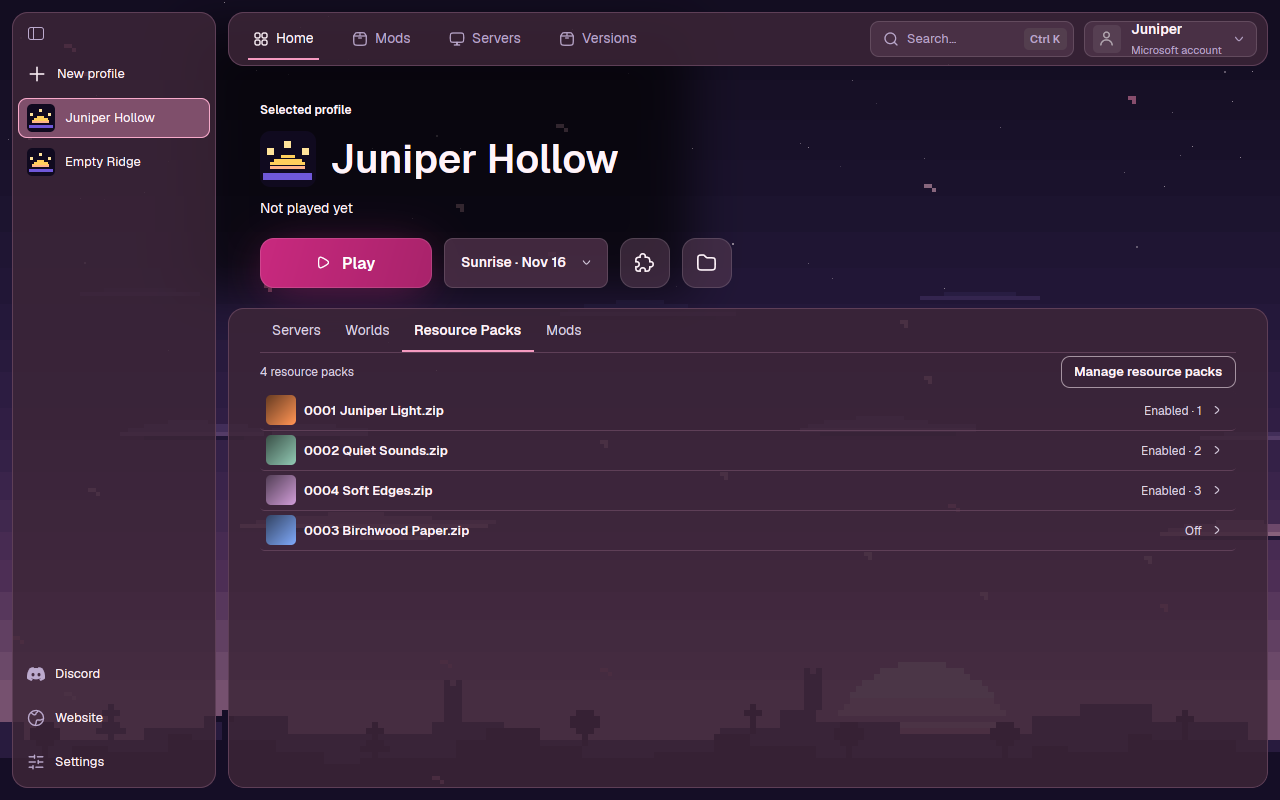 New profile
Juniper Hollow
Empty Ridge
Discord
Website
Settings
Home
Mods
Servers
Versions
Search...
Ctrl K
Juniper
Microsoft account
Selected profile
Juniper Hollow
Not played yet
Play
Sunrise · Nov 16
Servers
Worlds
Resource Packs
Mods
4 resource packs
Manage resource packs
0001 Juniper Light.zip
Enabled · 1
0002 Quiet Sounds.zip
Enabled · 2
0004 Soft Edges.zip
Enabled · 3
0003 Birchwood Paper.zip
Off